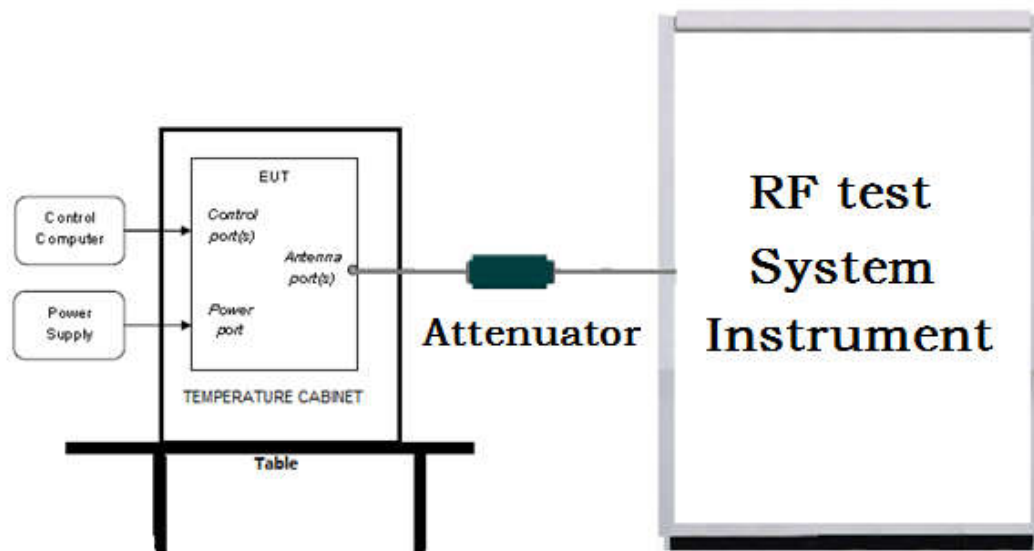 Control
Computer
Power
Supply
EUT
Control
port(s)
Antenna
port(s)
Power
port
TEMPERATURE CABINET
Table
Attenuator
RF test
System
Instrument